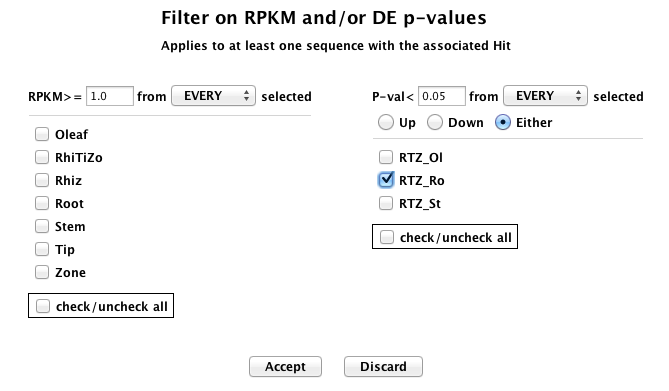 Filter on RPKM and/or DE p-values
Applies to at least one sequence with the associated Hit
RPKM>= 1.0 from EVERY selected
Oleaf
RhiTiZo
Rhiz
Root
Stem
Tip
Zone
check/uncheck all
P-val< 0.05 from EVERY selected
Up Down Either
RTZ_Ol
RTZ_Ro
RTZ_St
check/uncheck all
Accept Discard